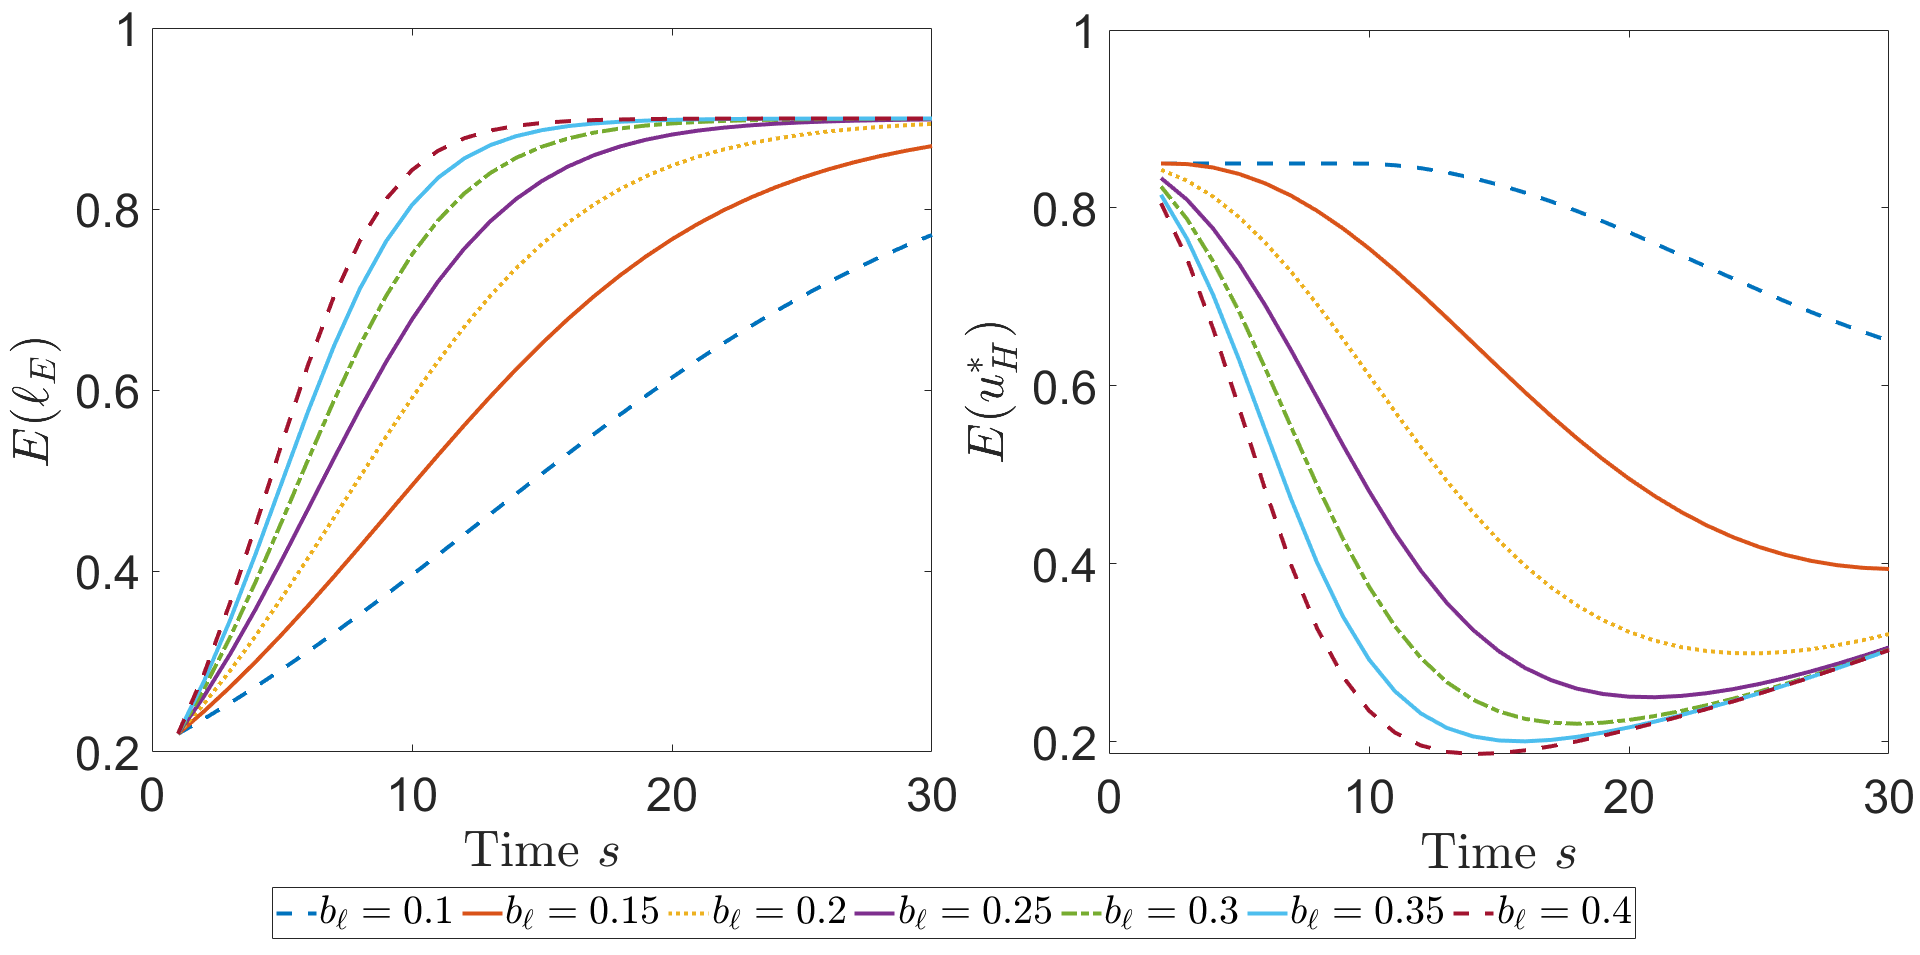 1
0.8
0.6
0.4
0.2
0 10 20 30
E(ℓ_E)
Time s
1
0.8
0.6
0.4
0.2
0 10 20 30
E(u*_H)
Time s
b_ℓ = 0.1 b_ℓ = 0.15 b_ℓ = 0.2 b_ℓ = 0.25 b_ℓ = 0.3 b_ℓ = 0.35 b_ℓ = 0.4